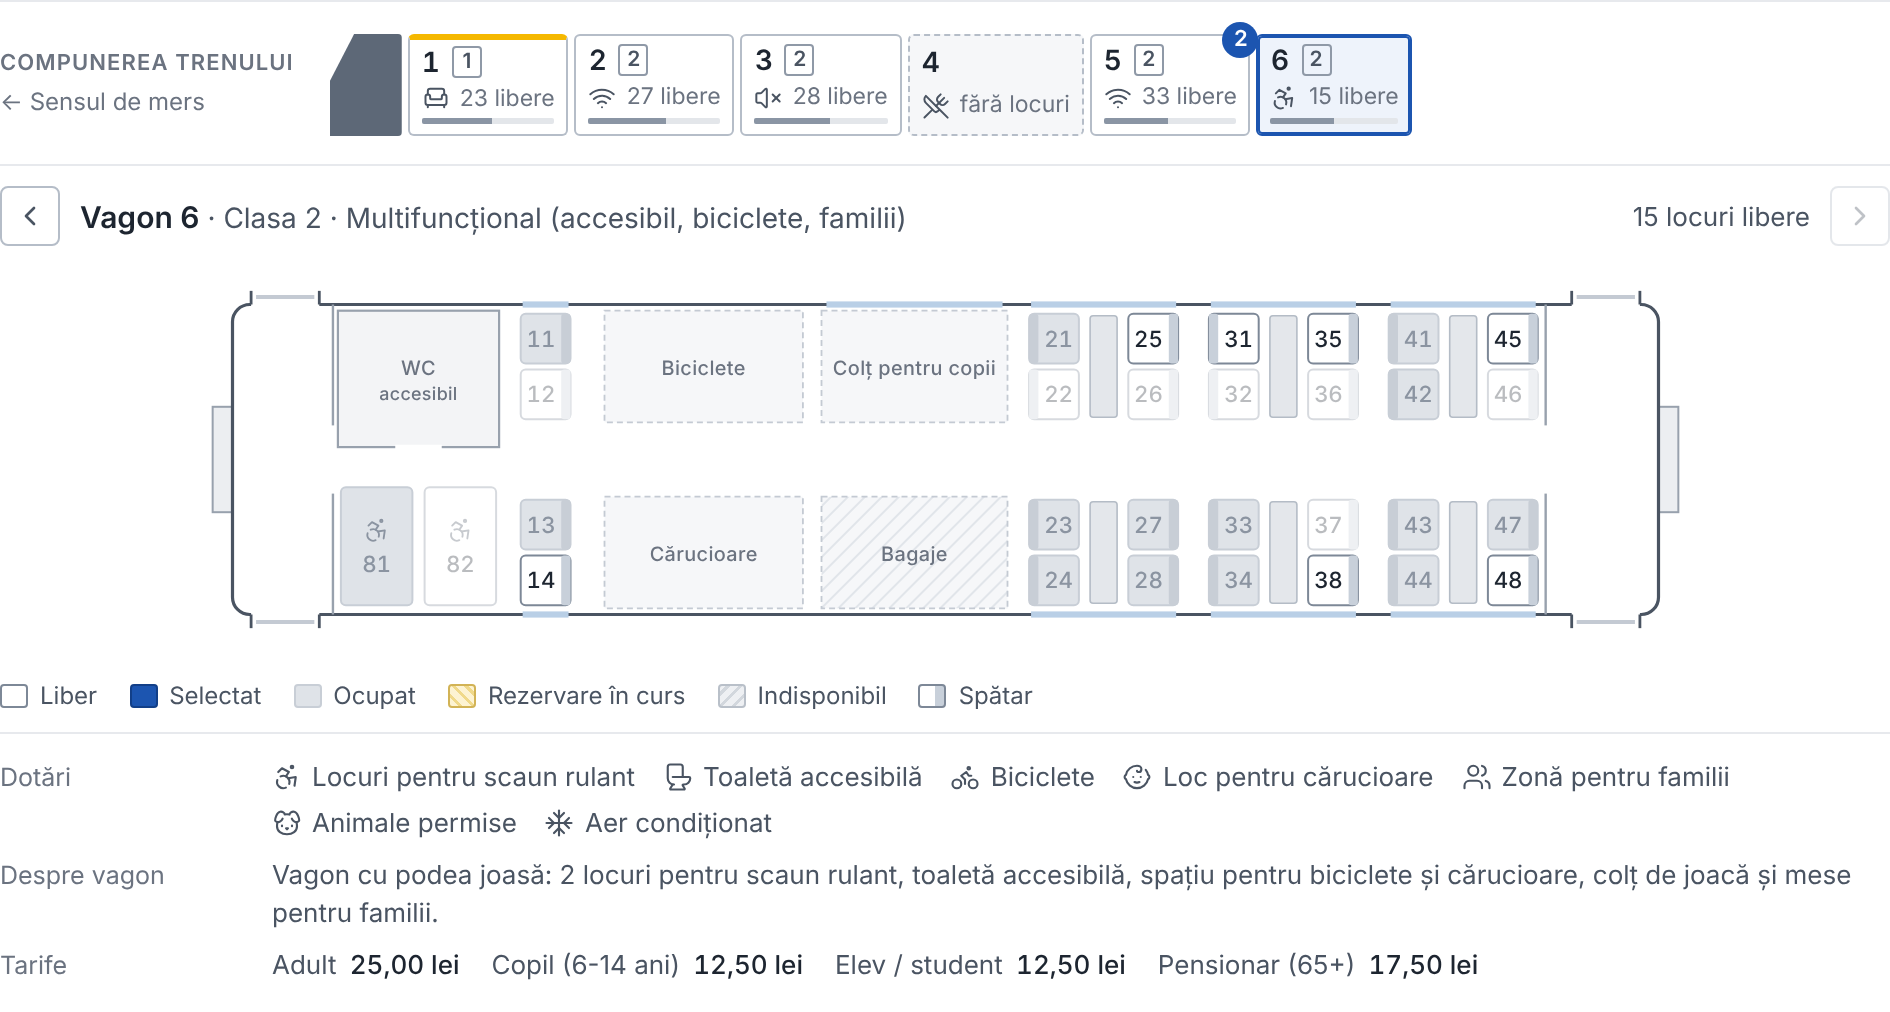 COMPUNEREA TRENULUI
← Sensul de mers
1 1
23 libere
2 2
27 libere
3 2
28 libere
4
fără locuri
5 2
33 libere
2
6 2
15 libere
Vagon 6 · Clasa 2 · Multifuncțional (accesibil, biciclete, familii)
15 locuri libere
WC
accesibil
Biciclete
Colț pentru copii
11 21 25 31 35 41 45
12 22 26 32 36 42 46
81 82
Cărucioare
Bagaje
13 23 27 33 37 43 47
14 24 28 34 38 44 48
Liber Selectat Ocupat Rezervare în curs Indisponibil Spătar
Dotări
Locuri pentru scaun rulant Toaletă accesibilă Biciclete Loc pentru cărucioare Zonă pentru familii
Animale permise Aer condiționat
Despre vagon
Vagon cu podea joasă: 2 locuri pentru scaun rulant, toaletă accesibilă, spațiu pentru biciclete și cărucioare, colț de joacă și mese
pentru familii.
Tarife
Adult 25,00 lei Copil (6-14 ani) 12,50 lei Elev / student 12,50 lei Pensionar (65+) 17,50 lei